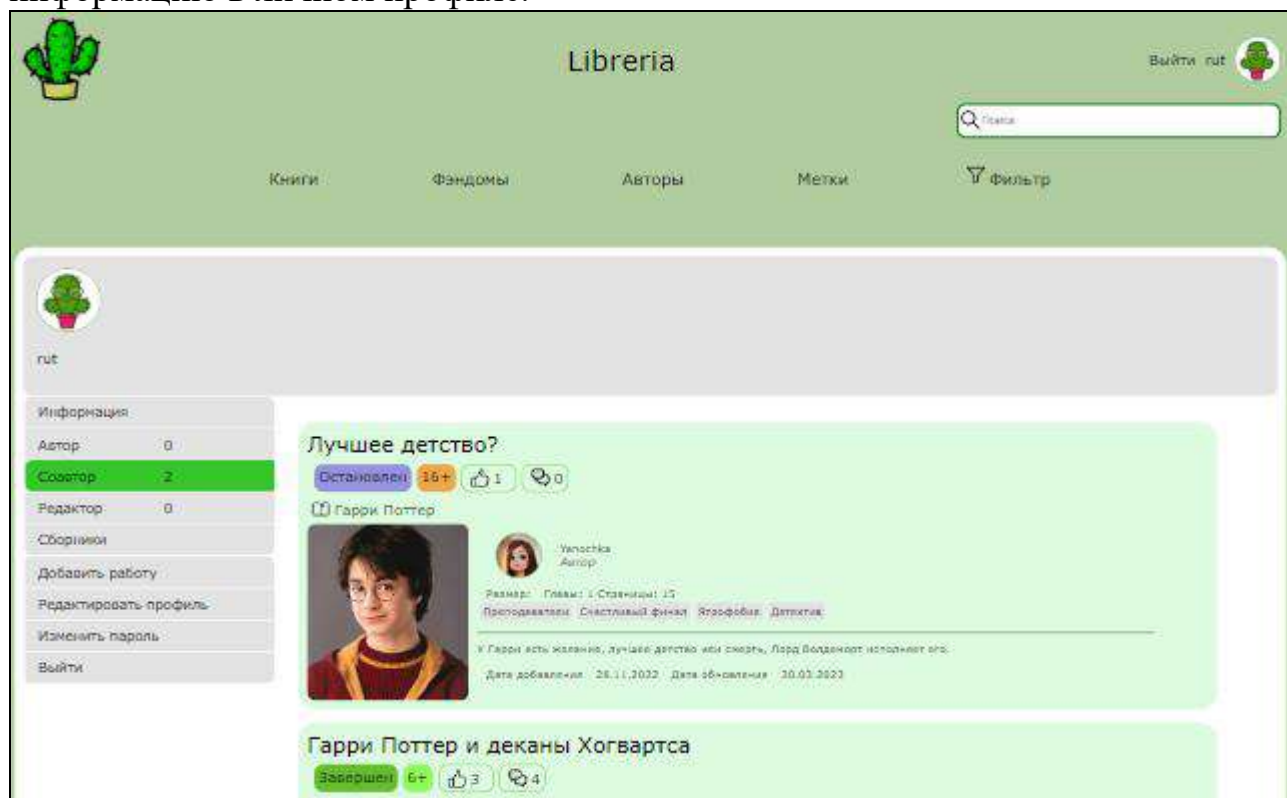 Libreria
Выйти rut
Поиск
Книги Фэндомы Авторы Метки Фильтр
rut
Информация
Автор 0
Соавтор 2
Редактор 0
Сборники
Добавить работу
Редактировать профиль
Изменить пароль
Выйти
Лучшее детство?
Остановлен 16+ 1 0
Гарри Поттер
Yanochka
Автор
Размер: Главы: 1 Страницы: 15
Преподаватели Счастливый финал Ятрофобия Детектив
У Гарри есть желание, лучшее детство или смерть, Лорд Волдеморт исполняет его.
Дата добавления 26.11.2022 Дата обновления 30.03.2023
Гарри Поттер и деканы Хогвартса
Завершен 6+ 3 4